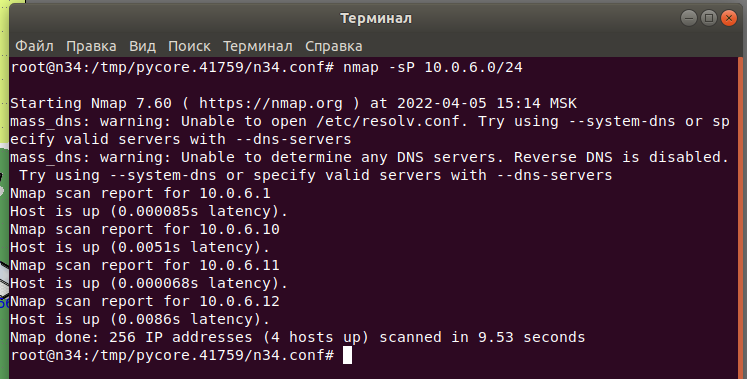 Терминал
Файл Правка Вид Поиск Терминал Справка
root@n34:/tmp/pycore.41759/n34.conf# nmap -sP 10.0.6.0/24
Starting Nmap 7.60 ( https://nmap.org ) at 2022-04-05 15:14 MSK
mass_dns: warning: Unable to open /etc/resolv.conf. Try using --system-dns or sp
ecify valid servers with --dns-servers
mass_dns: warning: Unable to determine any DNS servers. Reverse DNS is disabled.
 Try using --system-dns or specify valid servers with --dns-servers
Nmap scan report for 10.0.6.1
Host is up (0.000085s latency).
Nmap scan report for 10.0.6.10
Host is up (0.0051s latency).
Nmap scan report for 10.0.6.11
Host is up (0.000068s latency).
Nmap scan report for 10.0.6.12
Host is up (0.0086s latency).
Nmap done: 256 IP addresses (4 hosts up) scanned in 9.53 seconds
root@n34:/tmp/pycore.41759/n34.conf#